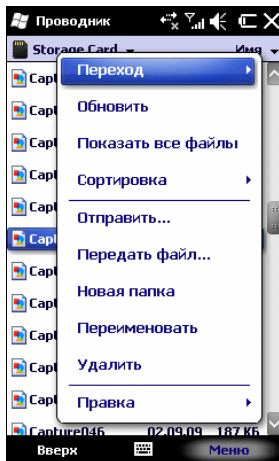 Проводник
Storage Card Имя
Переход
Обновить
Показать все файлы
Сортировка
Отправить...
Передать файл...
Новая папка
Переименовать
Удалить
Правка
Capture046 02.09.09 187 КБ
Вверх Меню